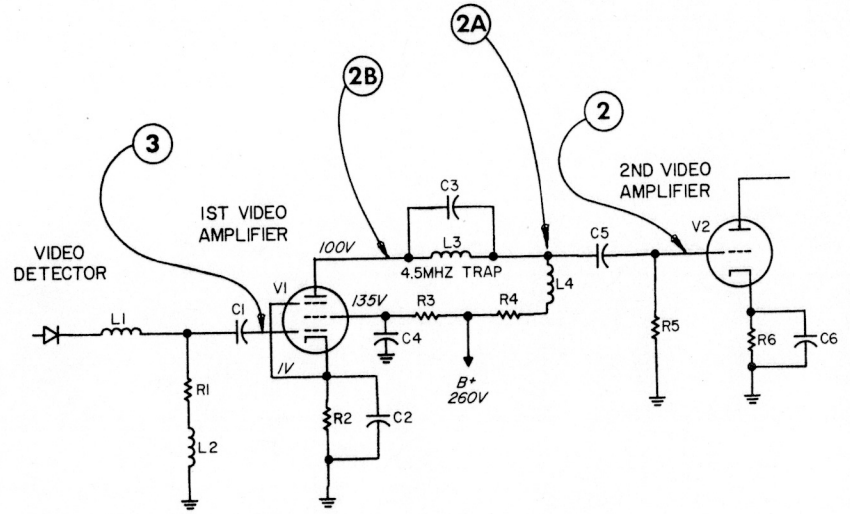 2A
2B
3
2
2ND VIDEO
AMPLIFIER
1ST VIDEO
AMPLIFIER
VIDEO
DETECTOR
C3
L3
4.5MHZ TRAP
100V
C5
V2
V1
L4
C1
L1
135V
R3
R4
C4
R5
R6
C6
1V
B+
260V
R1
R2
C2
L2